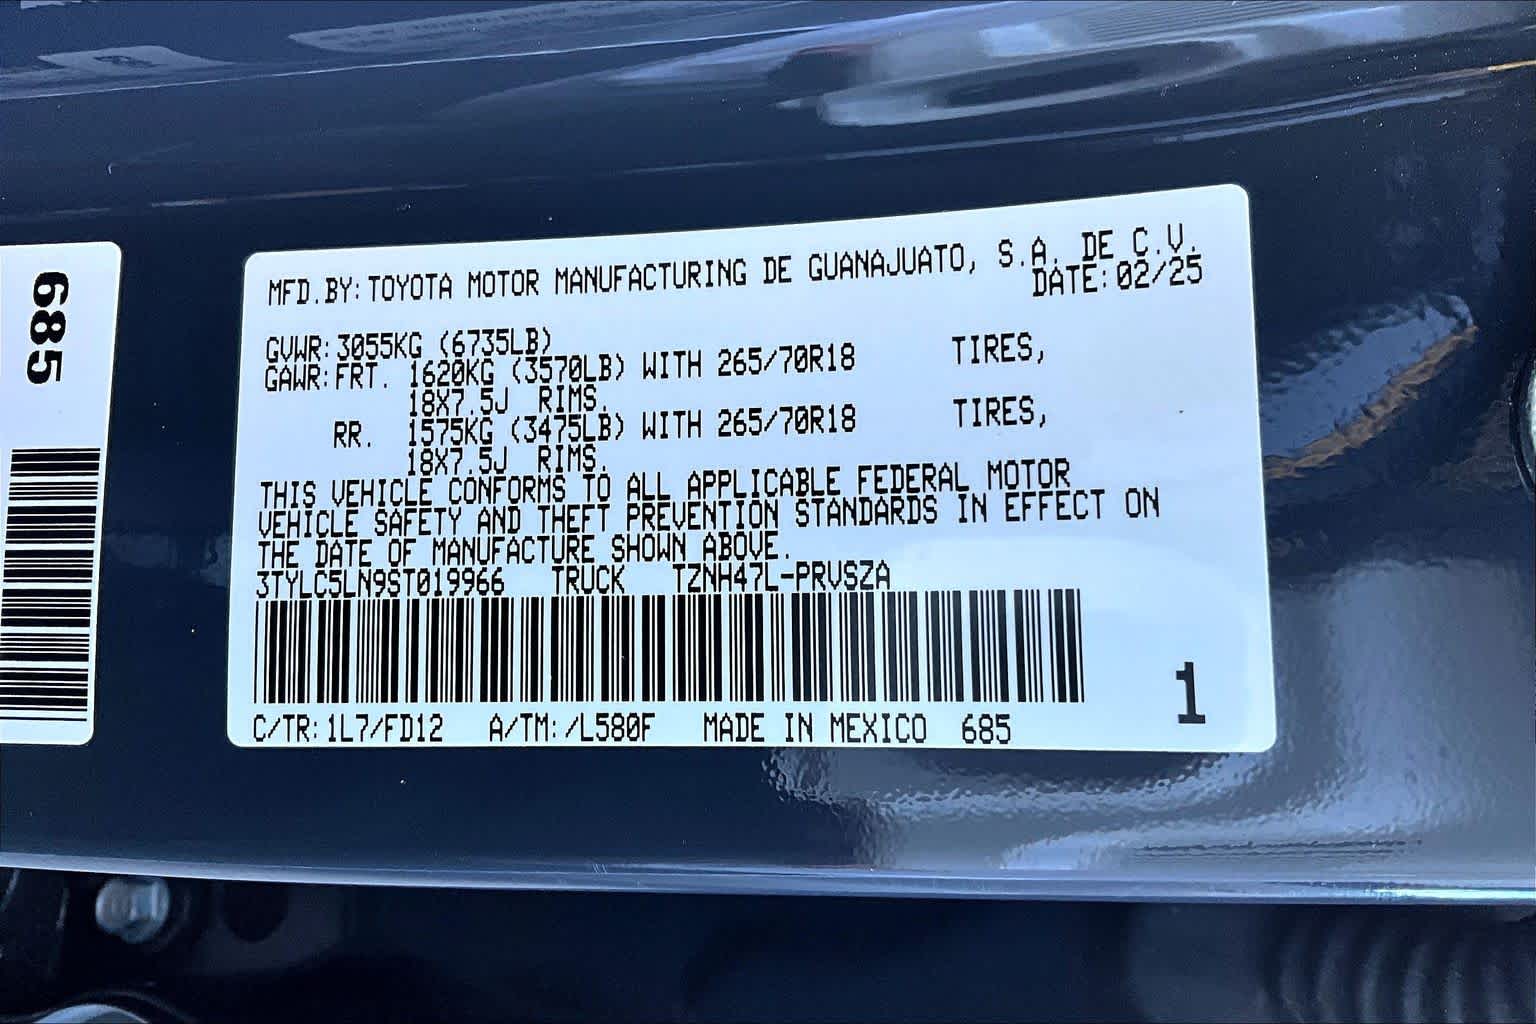 685
MFD.BY:TOYOTA MOTOR MANUFACTURING DE GUANAJUATO, S.A. DE C.V.
DATE:02/25
GVWR:3055KG (6735LB)
GAWR:FRT. 1620KG (3570LB) WITH 265/70R18 TIRES,
18X7.5J RIMS.
RR. 1575KG (3475LB) WITH 265/70R18 TIRES,
18X7.5J RIMS.
THIS VEHICLE CONFORMS TO ALL APPLICABLE FEDERAL MOTOR
VEHICLE SAFETY AND THEFT PREVENTION STANDARDS IN EFFECT ON
THE DATE OF MANUFACTURE SHOWN ABOVE.
3TYLC5LN9ST019966 TRUCK TZNH47L-PRVSZA
C/TR:1L7/FD12 A/TM:/L580F MADE IN MEXICO 685
1